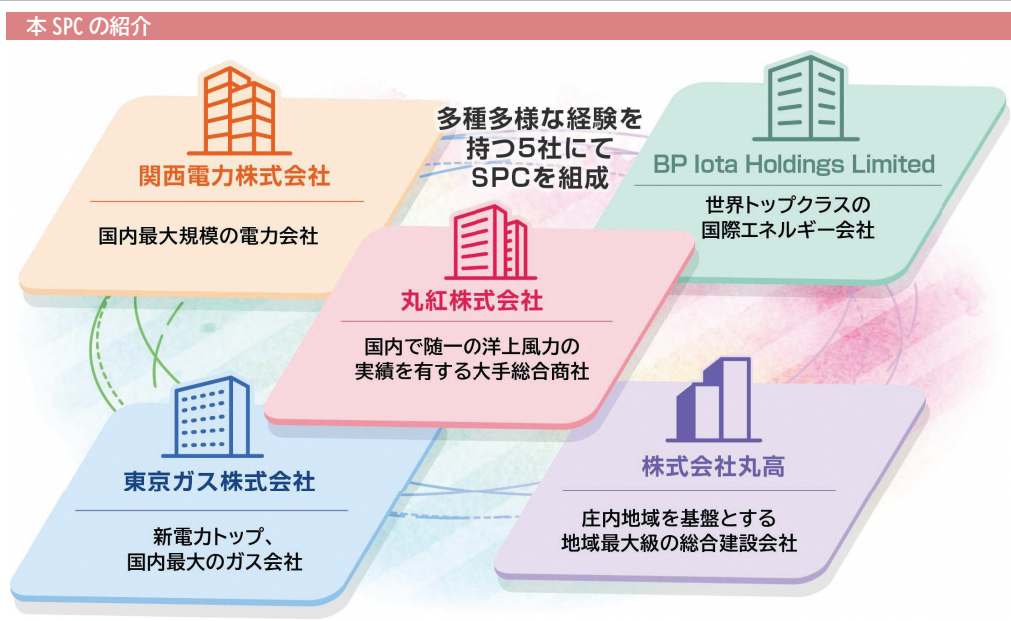 本 SPC の紹介
多種多様な経験を
持つ5社にて
SPCを組成
関西電力株式会社
国内最大規模の電力会社
BP Iota Holdings Limited
世界トップクラスの
国際エネルギー会社
丸紅株式会社
国内で随一の洋上風力の
実績を有する大手総合商社
東京ガス株式会社
新電力トップ、
国内最大のガス会社
株式会社丸高
庄内地域を基盤とする
地域最大級の総合建設会社